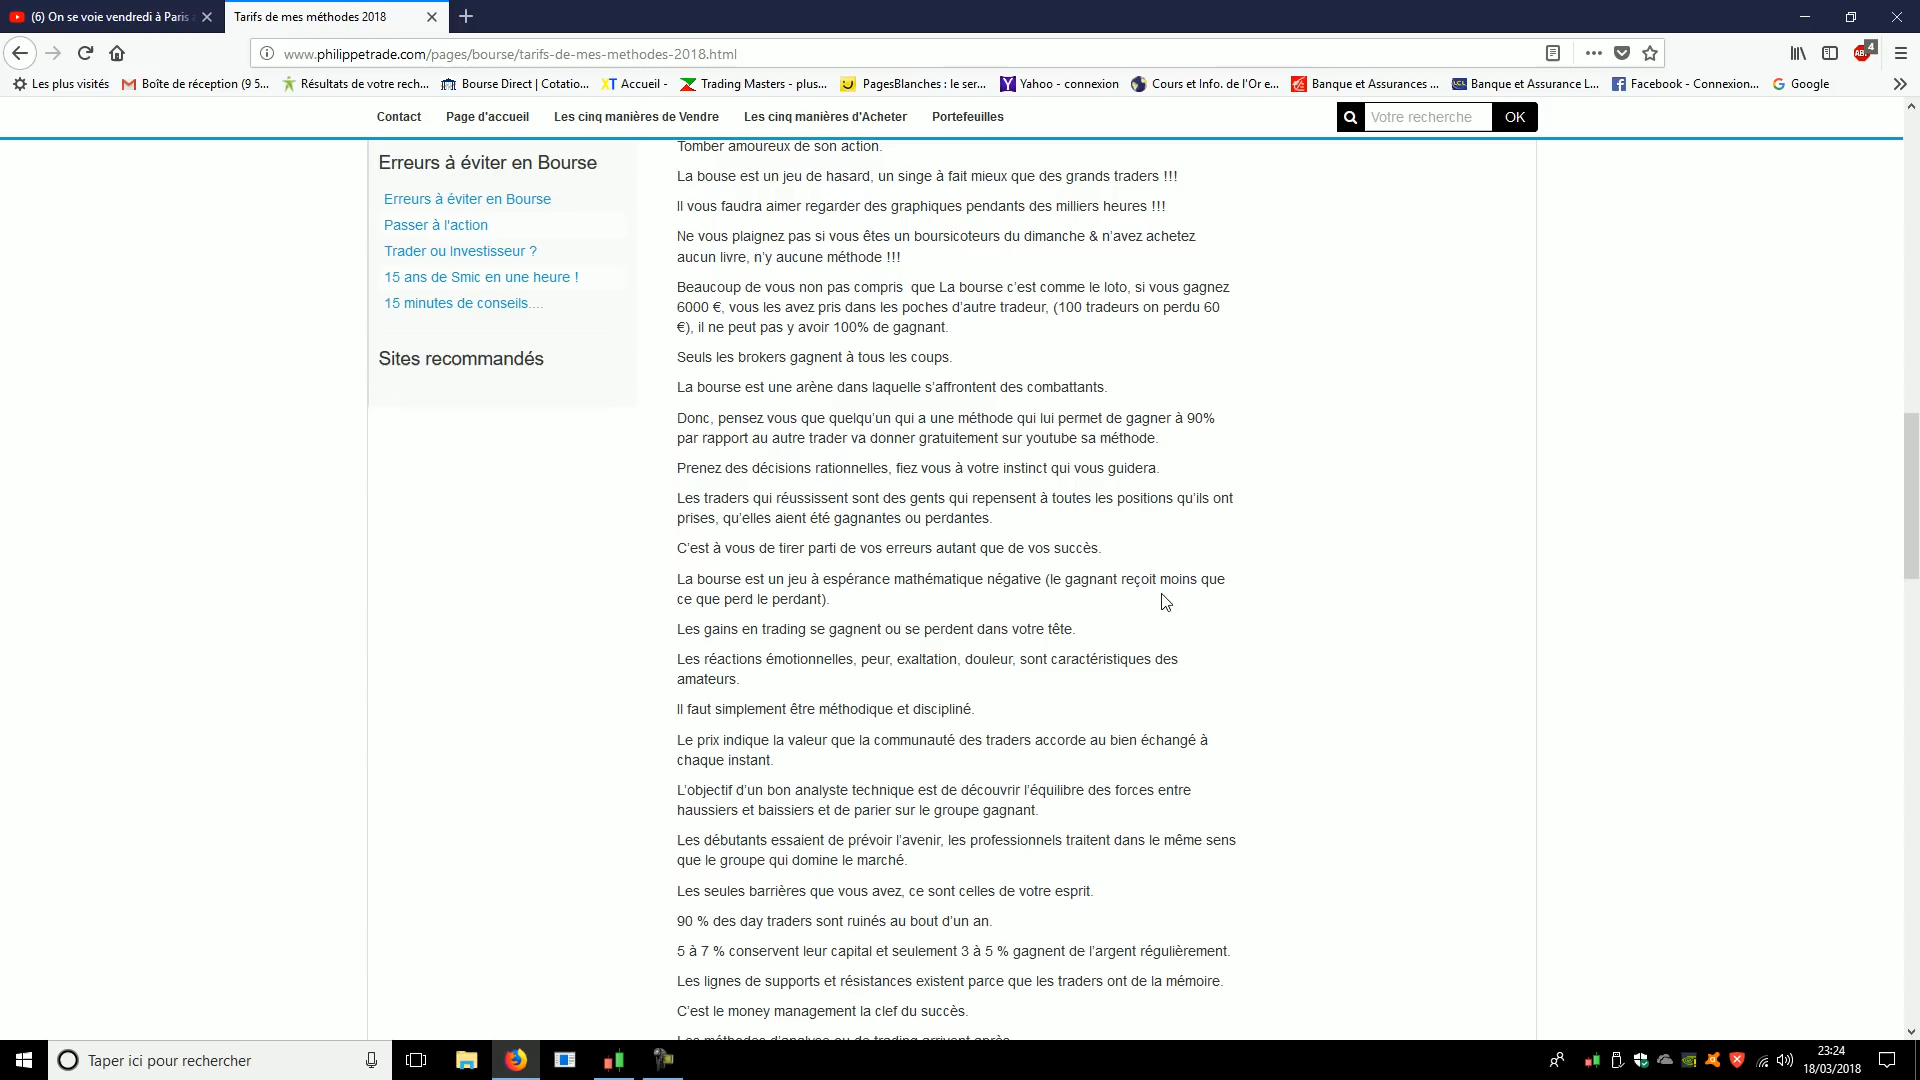 (6) On se voie vendredi à Paris
Tarifs de mes méthodes 2018
www.philippetrade.com/pages/bourse/tarifs-de-mes-methodes-2018.html
4
Les plus visités
Boîte de réception (9 5...
Résultats de votre rech...
Bourse Direct | Cotatio...
XT Accueil -
Trading Masters - plus...
PagesBlanches : le ser...
Yahoo - connexion
Cours et Info. de l'Or e...
Banque et Assurances ...
LCL Banque et Assurance L...
Facebook - Connexion...
Google
Contact
Page d'accueil
Les cinq manières de Vendre
Les cinq manières d'Acheter
Portefeuilles
Votre recherche
OK
Erreurs à éviter en Bourse
Erreurs à éviter en Bourse
Passer à l'action
Trader ou Investisseur ?
15 ans de Smic en une heure !
15 minutes de conseils....
Sites recommandés
Tomber amoureux de son action.
La bouse est un jeu de hasard, un singe à fait mieux que des grands traders !!!
Il vous faudra aimer regarder des graphiques pendants des milliers heures !!!
Ne vous plaignez pas si vous êtes un boursicoteurs du dimanche & n’avez achetez
aucun livre, n’y aucune méthode !!!
Beaucoup de vous non pas compris  que La bourse c’est comme le loto, si vous gagnez
6000 €, vous les avez pris dans les poches d’autre tradeur, (100 tradeurs on perdu 60
€), il ne peut pas y avoir 100% de gagnant.
Seuls les brokers gagnent à tous les coups.
La bourse est une arène dans laquelle s’affrontent des combattants.
Donc, pensez vous que quelqu’un qui a une méthode qui lui permet de gagner à 90%
par rapport au autre trader va donner gratuitement sur youtube sa méthode.
Prenez des décisions rationnelles, fiez vous à votre instinct qui vous guidera.
Les traders qui réussissent sont des gents qui repensent à toutes les positions qu’ils ont
prises, qu’elles aient été gagnantes ou perdantes.
C’est à vous de tirer parti de vos erreurs autant que de vos succès.
La bourse est un jeu à espérance mathématique négative (le gagnant reçoit moins que
ce que perd le perdant).
Les gains en trading se gagnent ou se perdent dans votre tête.
Les réactions émotionnelles, peur, exaltation, douleur, sont caractéristiques des
amateurs.
Il faut simplement être méthodique et discipliné.
Le prix indique la valeur que la communauté des traders accorde au bien échangé à
chaque instant.
L’objectif d’un bon analyste technique est de découvrir l’équilibre des forces entre
haussiers et baissiers et de parier sur le groupe gagnant.
Les débutants essaient de prévoir l’avenir, les professionnels traitent dans le même sens
que le groupe qui domine le marché.
Les seules barrières que vous avez, ce sont celles de votre esprit.
90 % des day traders sont ruinés au bout d’un an.
5 à 7 % conservent leur capital et seulement 3 à 5 % gagnent de l’argent régulièrement.
Les lignes de supports et résistances existent parce que les traders ont de la mémoire.
C’est le money management la clef du succès.
Les méthodes d’analyse ou de trading arrivent après
Taper ici pour rechercher
23:24
18/03/2018